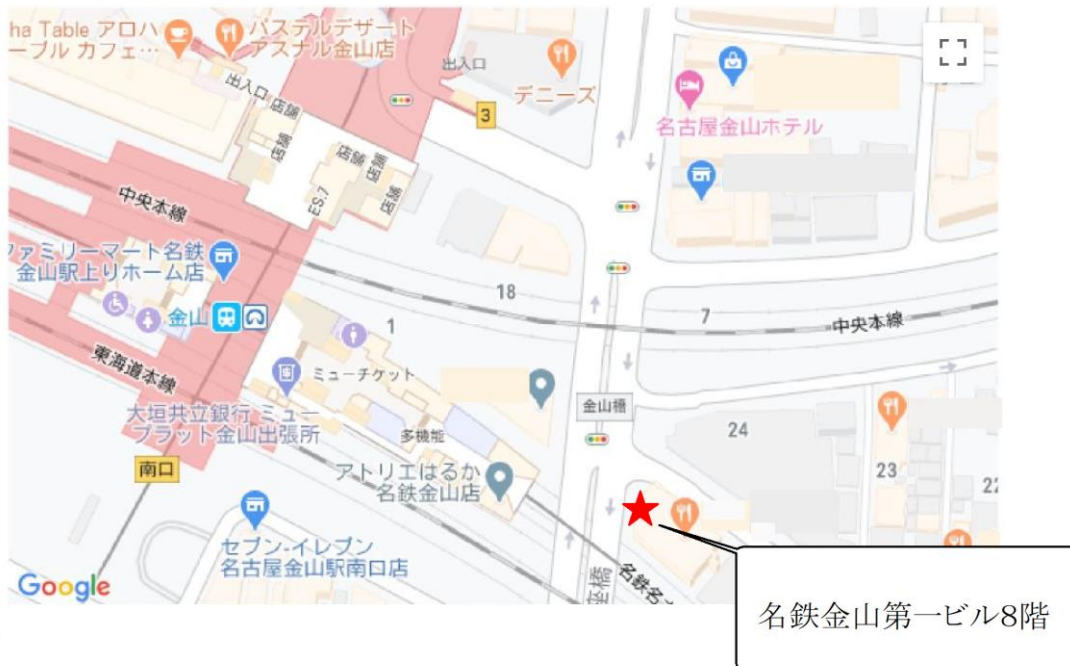 ha Table アロハ
ーブル カフェ…
パステルデザート
アスナル金山店
出入口
デニーズ
3
名古屋金山ホテル
出入口
店舗
店舗
店舗
店舗
店舗
ES.7
中央本線
ファミリーマート名鉄
金山駅上りホーム店
金山
18
7
中央本線
1
東海道本線
ミューチケット
大垣共立銀行 ミュー
プラット金山出張所
金山橋
多機能
24
23
22
南口
アトリエはるか
名鉄金山店
セブン-イレブン
名古屋金山駅南口店
座橋
名鉄名
Google
名鉄金山第一ビル8階